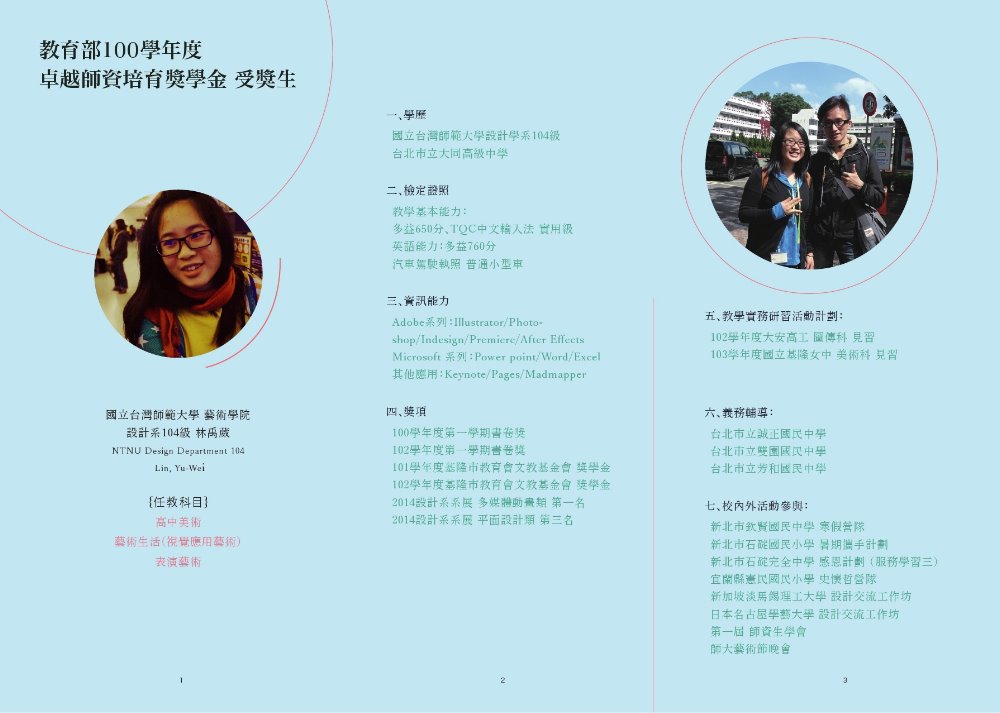 教育部100學年度
卓越師資培育獎學金 受獎生
國立台灣師範大學 藝術學院
設計系104級 林禹葳
NTNU Design Department 104
Lin, Yu-Wei
{任教科目}
高中美術
藝術生活(視覺應用藝術)
表演藝術
1
一、學歷
國立台灣師範大學設計學系104級
台北市立大同高級中學
二、檢定證照
教學基本能力：
多益650分、TQC中文輸入法 實用級
英語能力：多益760分
汽車駕駛執照 普通小型車
三、資訊能力
Adobe系列：Illustrator/Photo-
shop/Indesign/Premiere/After Effects
Microsoft 系列：Power point/Word/Excel
其他應用：Keynote/Pages/Madmapper
四、獎項
100學年度第一學期書卷獎
102學年度第一學期書卷獎
101學年度基隆市教育會文教基金會 獎學金
102學年度基隆市教育會文教基金會 獎學金
2014設計系系展 多媒體動畫類 第一名
2014設計系系展 平面設計類 第三名
2
五、教學實務研習活動計劃：
102學年度大安高工 圖傳科 見習
103學年度國立基隆女中 美術科 見習
六、義務輔導：
台北市立誠正國民中學
台北市立雙園國民中學
台北市立芳和國民中學
七、校內外活動參與：
新北市欽賢國民中學 寒假營隊
新北市石碇國民小學 暑期攜手計劃
新北市石碇完全中學 感恩計劃（服務學習三）
宜蘭縣憲民國民小學 史懷哲營隊
新加坡淡馬錫理工大學 設計交流工作坊
日本名古屋學藝大學 設計交流工作坊
第一屆 師資生學會
師大藝術節晚會
3